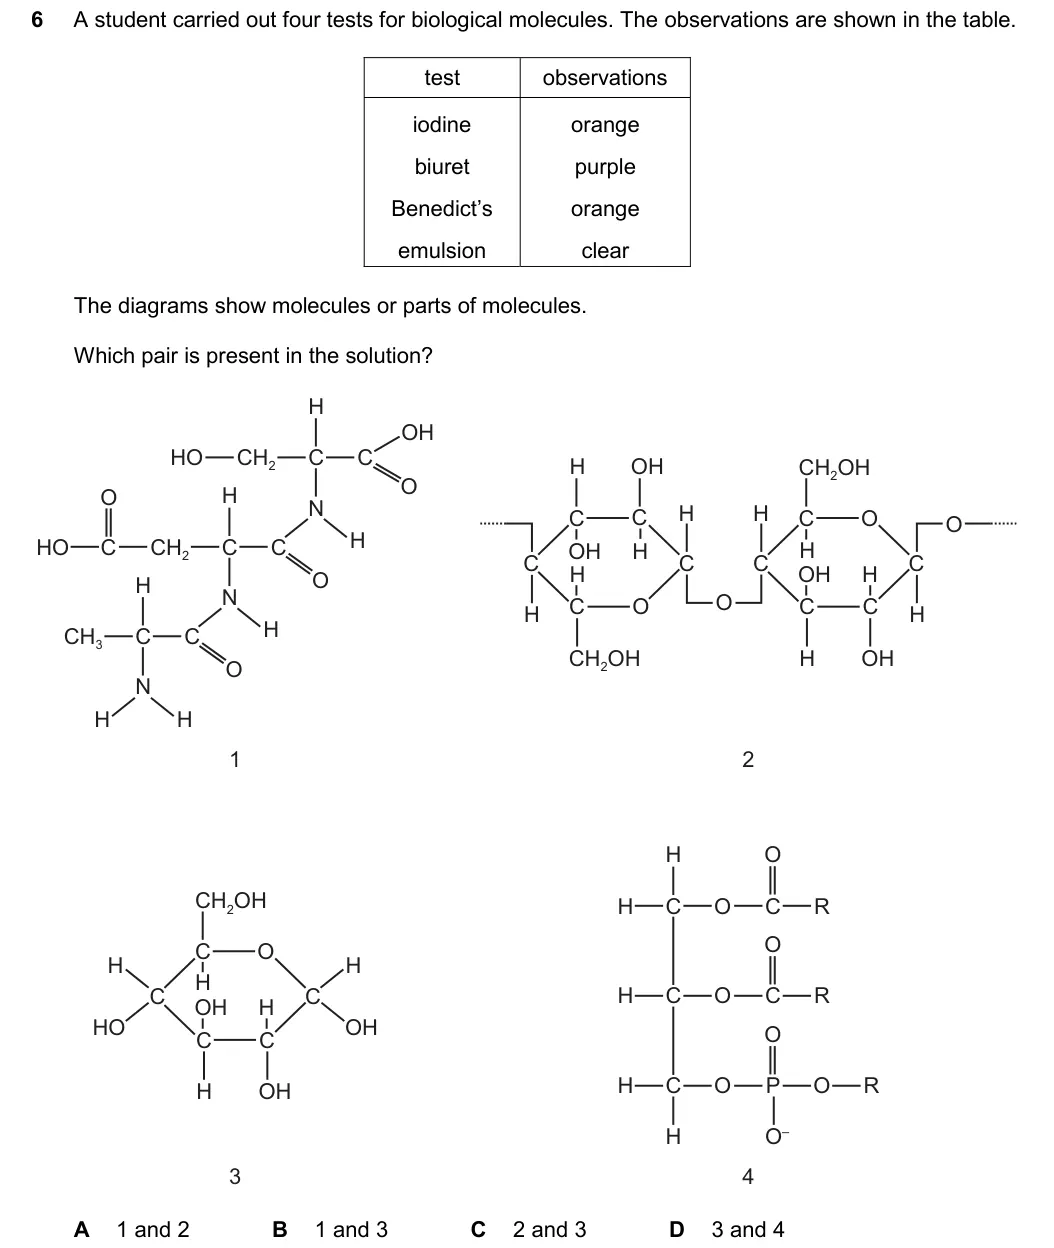 6 A student carried out four tests for biological molecules. The observations are shown in the table.
test observations
iodine orange
biuret purple
Benedict’s orange
emulsion clear
The diagrams show molecules or parts of molecules.
Which pair is present in the solution?
H
OH
HO CH₂ C C
O
N
H
O H
HO C CH₂ C C
O
N
H
H
CH₃ C C
O
N
H H
1
H OH CH₂OH
C C H H C O O
OH H H
C C C C
H OH H
H C O O C C H
CH₂OH H OH
2
CH₂OH
H C O H
H
C C
HO OH H OH
C C
H OH
3
H O
H C O C R
O
H C O C R
O
H C O P O R
H O⁻
4
A 1 and 2 B 1 and 3 C 2 and 3 D 3 and 4